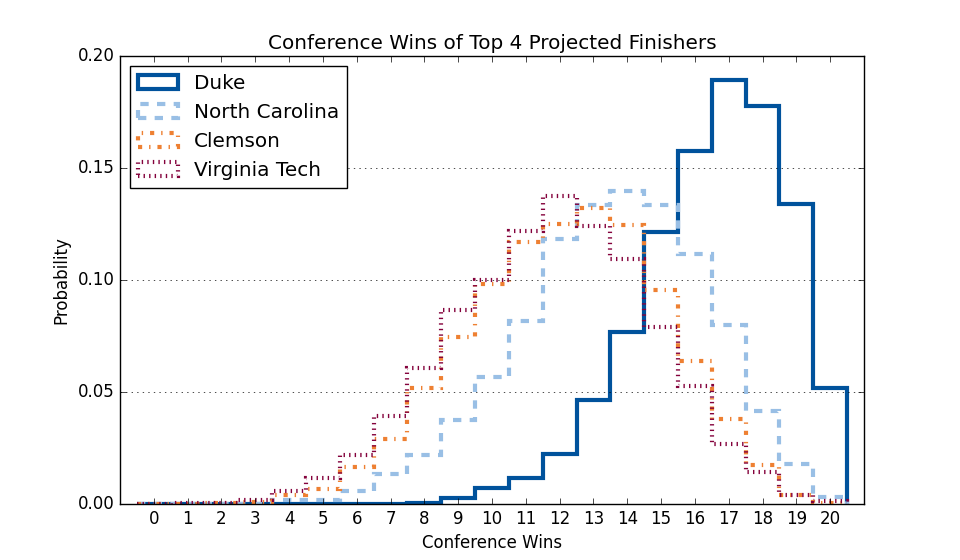 Conference Wins of Top 4 Projected Finishers
0.20
Duke
North Carolina
Clemson
Virginia Tech
0.15
0.10
0.05
0.00
Probability
0 1 2 3 4 5 6 7 8 9 10 11 12 13 14 15 16 17 18 19 20
Conference Wins